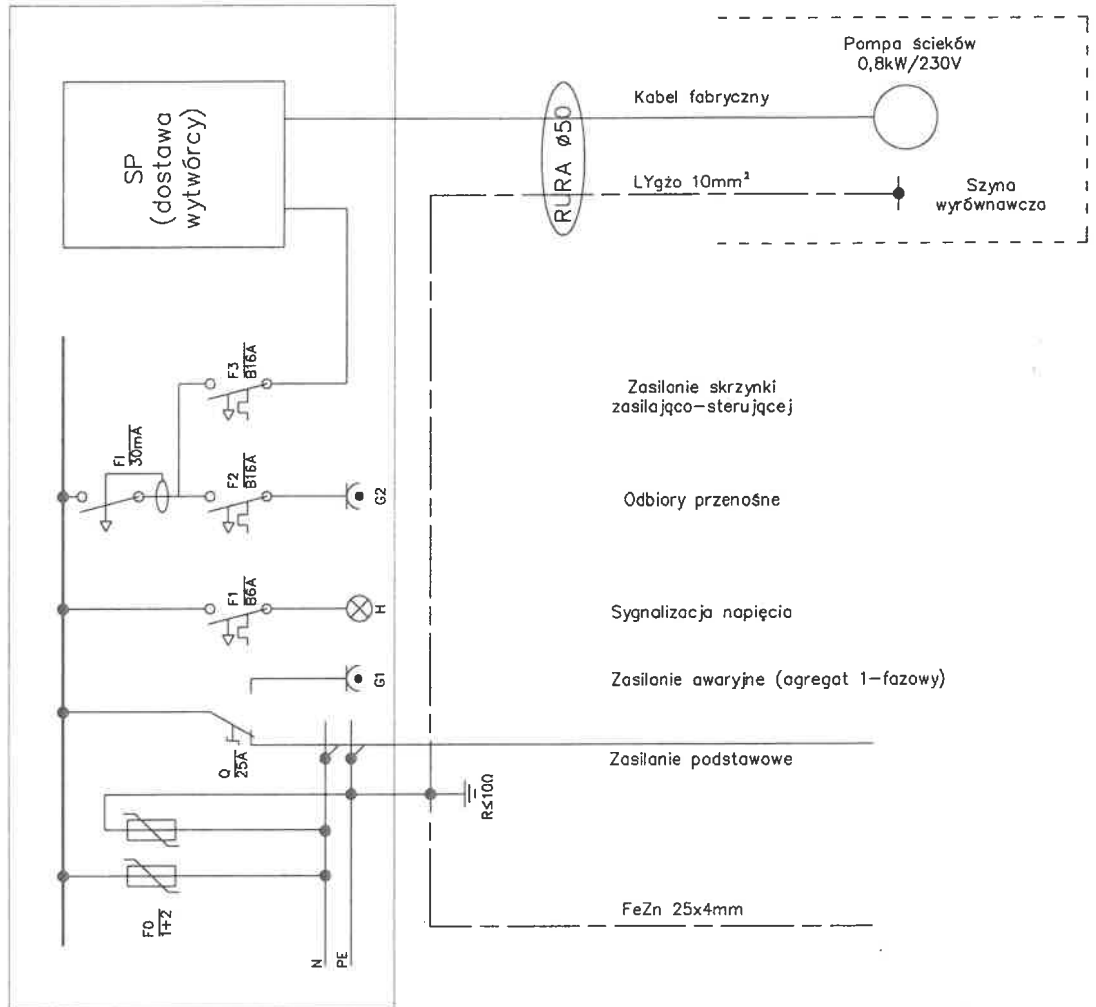 Pompa ścieków
0,8kW/230V
Kabel fabryczny
SP
(dostawa
wytwórcy)
RURA ø50
LYgżo 10mm²
Szyna
wyrównawcza
F3
B16A
Zasilanie skrzynki
zasilająco-sterującej
FI
30mA
F2
B16A
G2
Odbiory przenośne
F1
B6A
H
Sygnalizacja napięcia
G1
Zasilanie awaryjne (agregat 1-fazowy)
Q
25A
Zasilanie podstawowe
R≤10Ω
F0
1+2
FeZn 25x4mm
N
PE